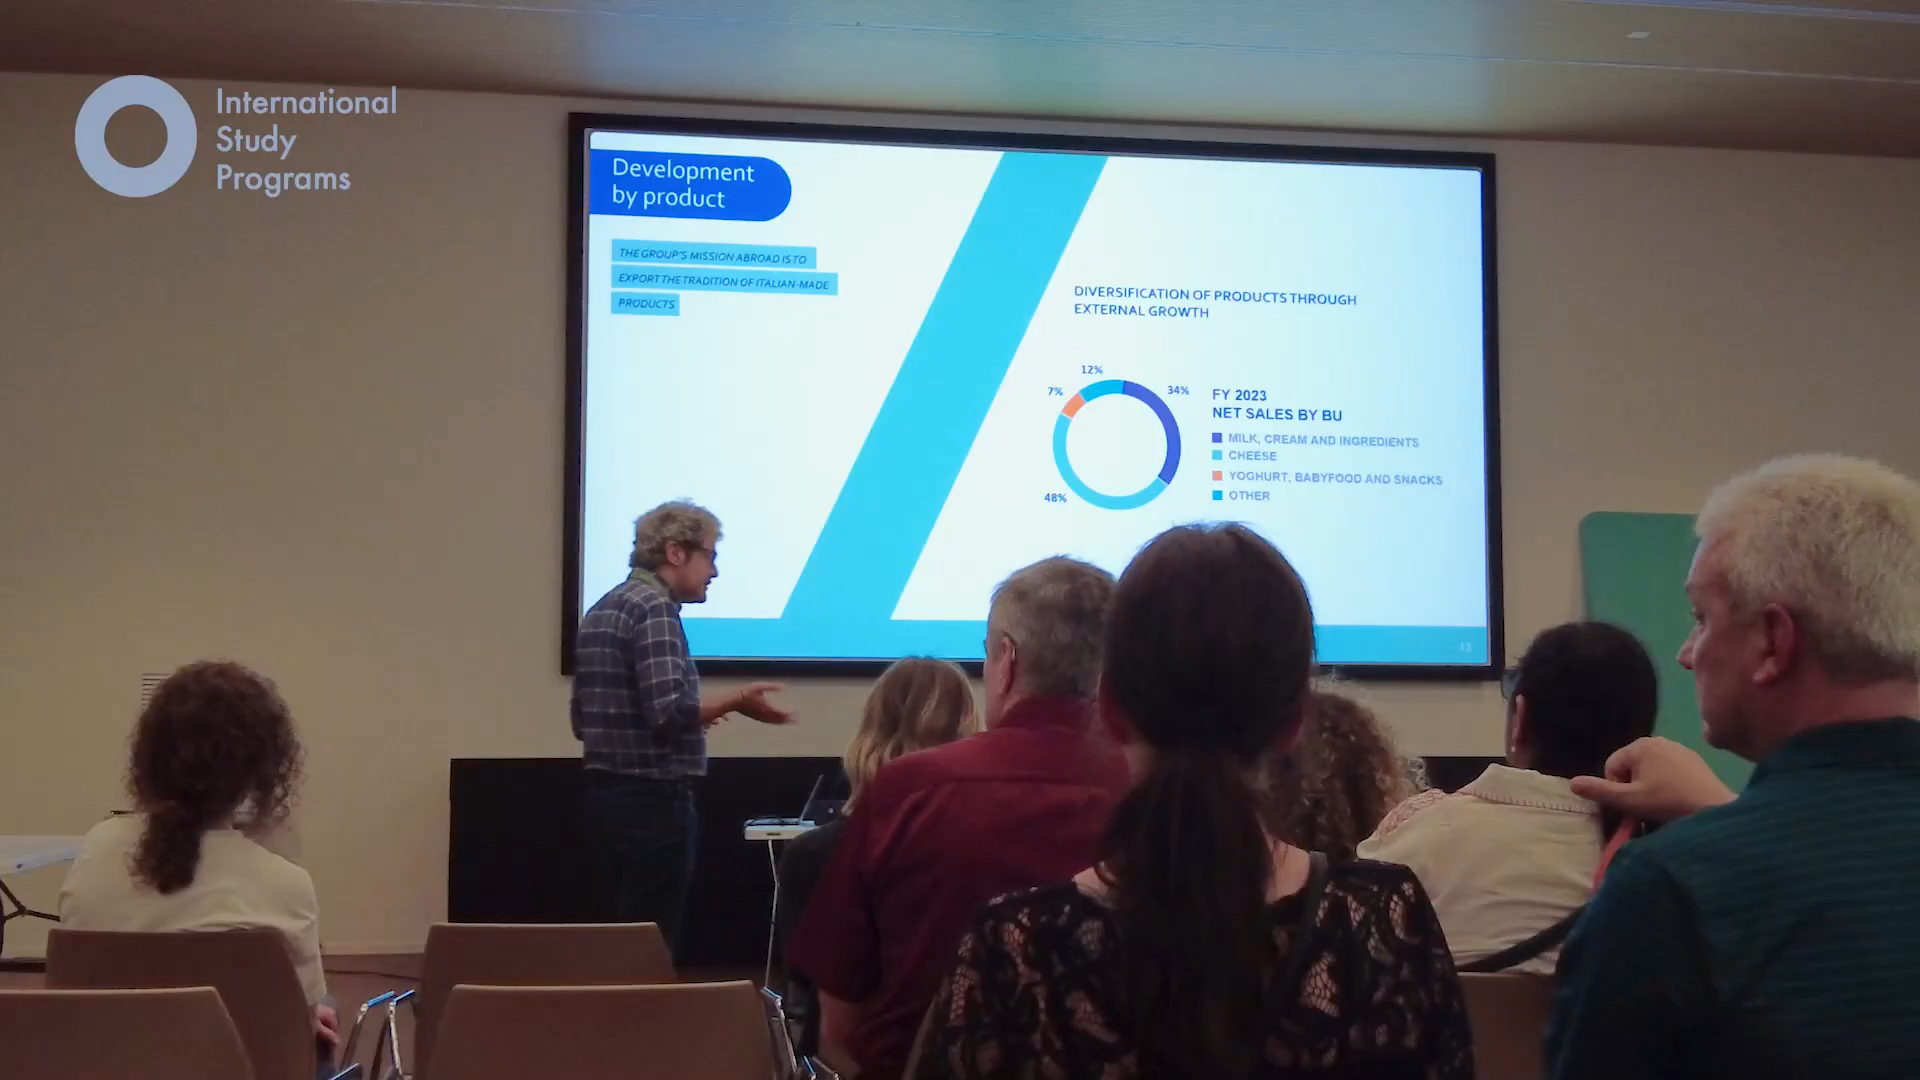 International
Study
Programs
Development
by product
THE GROUP'S MISSION ABROAD IS TO
EXPORT THE TRADITION OF ITALIAN-MADE
PRODUCTS
DIVERSIFICATION OF PRODUCTS THROUGH
EXTERNAL GROWTH
12%
7%
34%
48%
FY 2023
NET SALES BY BU
MILK, CREAM AND INGREDIENTS
CHEESE
YOGHURT, BABYFOOD AND SNACKS
OTHER
13